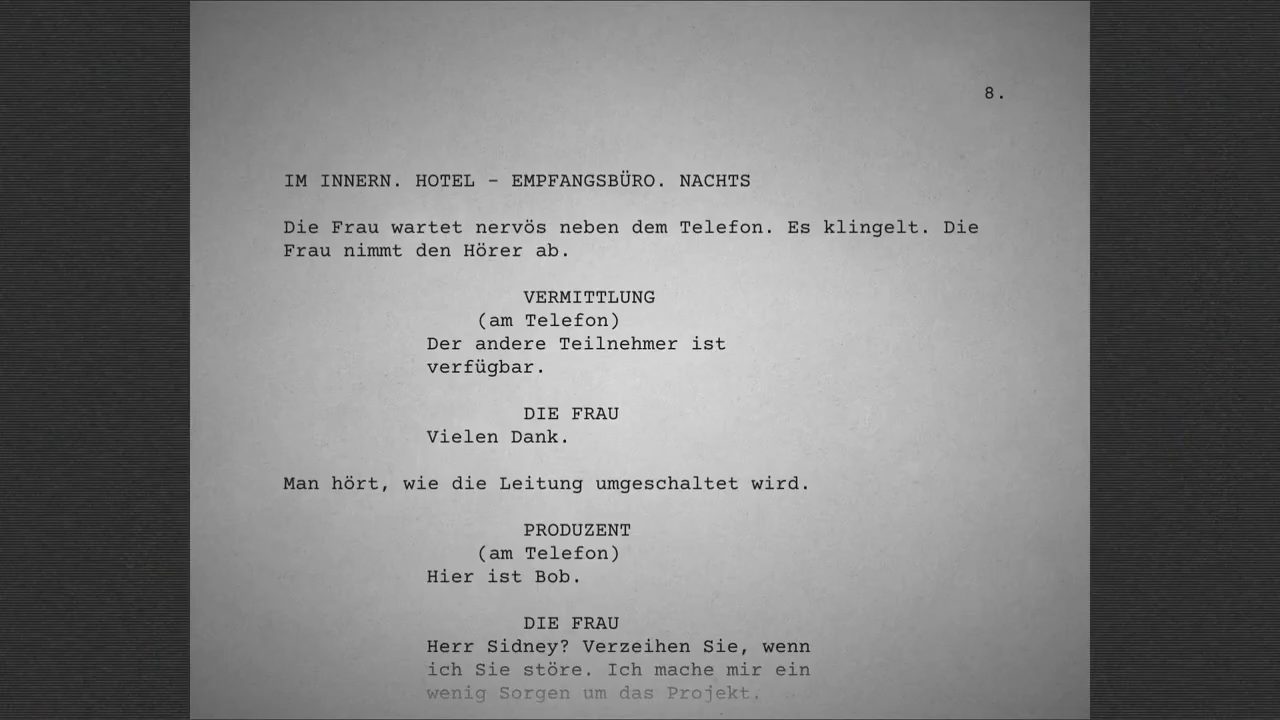 8.
IM INNERN. HOTEL – EMPFANGSBÜRO. NACHTS
Die Frau wartet nervös neben dem Telefon. Es klingelt. Die
Frau nimmt den Hörer ab.
VERMITTLUNG
(am Telefon)
Der andere Teilnehmer ist
verfügbar.
DIE FRAU
Vielen Dank.
Man hört, wie die Leitung umgeschaltet wird.
PRODUZENT
(am Telefon)
Hier ist Bob.
DIE FRAU
Herr Sidney? Verzeihen Sie, wenn
ich Sie störe. Ich mache mir ein
wenig Sorgen um das Projekt.